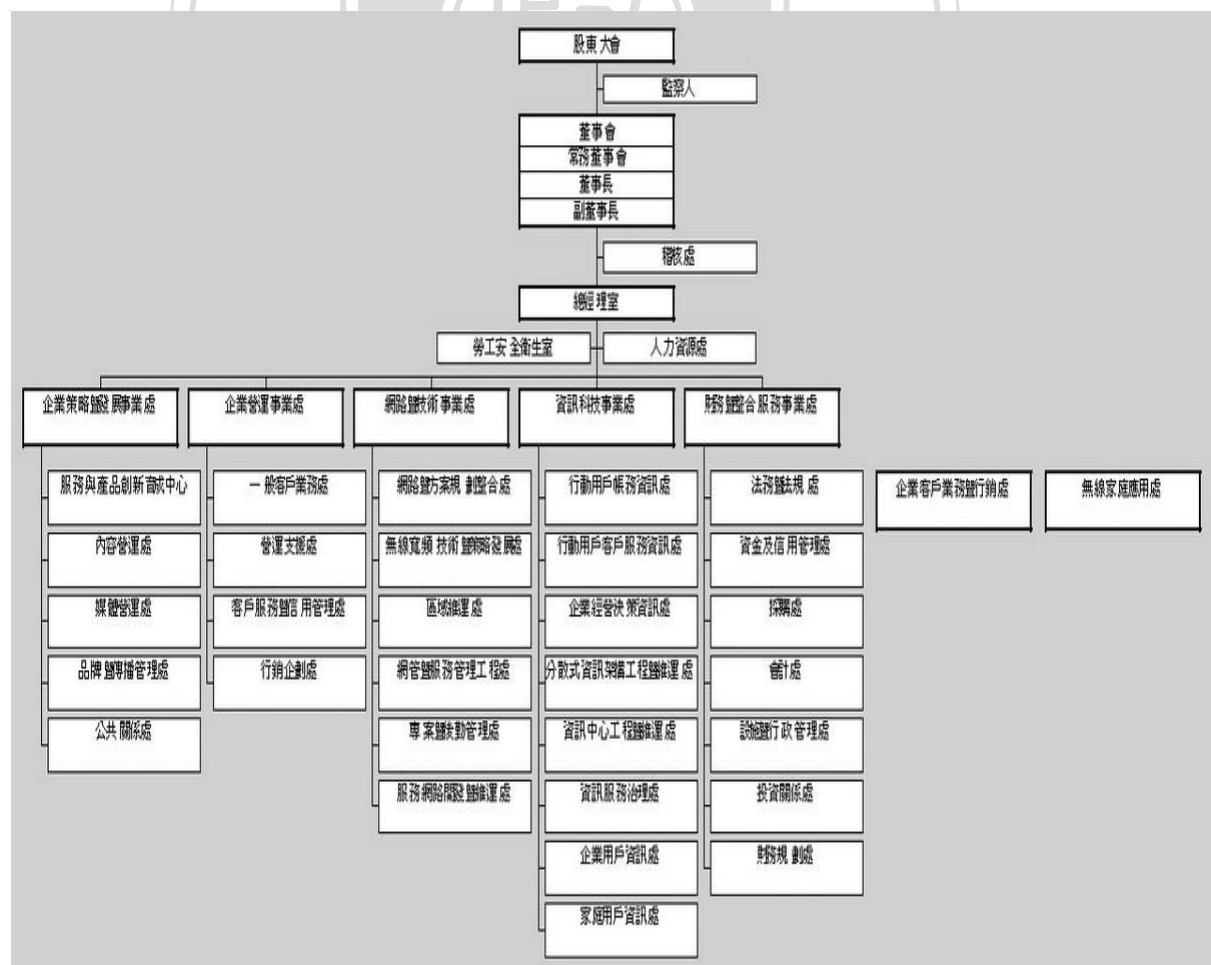 股東大會
監察人
董事會
常務董事會
董事長
副董事長
稽核處
總經理室
勞工安全衛生室
人力資源處
企業策略暨發展事業處
企業營運事業處
網路暨技術事業處
資訊科技事業處
財務暨整合服務事業處
服務與產品創新育成中心
內容營運處
媒體營運處
品牌暨傳播管理處
公共關係處
一般客戶業務處
營運支援處
客戶服務暨信用管理處
行銷企劃處
網路暨方案規劃整合處
無線寬頻技術暨策略發展處
區域維運處
網管暨服務管理工程處
專案暨後勤管理處
服務網路開發暨維運處
行動用戶帳務資訊處
行動用戶客戶服務資訊處
企業經營決策資訊處
分散式資訊架構工程暨維運處
資訊中心工程暨維運處
資訊服務治理處
企業用戶資訊處
家庭用戶資訊處
法務暨法規處
資金及信用管理處
採購處
會計處
設施暨行政管理處
投資關係處
財務規劃處
企業客戶業務暨行銷處
無線家庭應用處